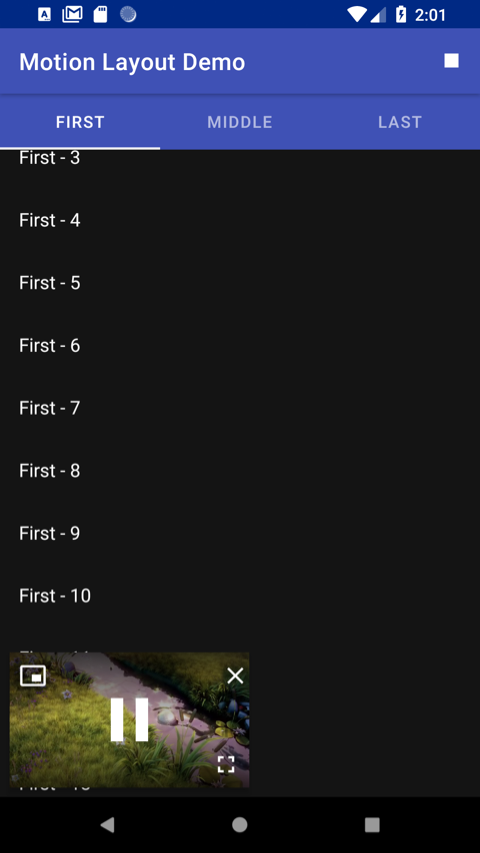 2:01
Motion Layout Demo
FIRST MIDDLE LAST
First - 3
First - 4
First - 5
First - 6
First - 7
First - 8
First - 9
First - 10